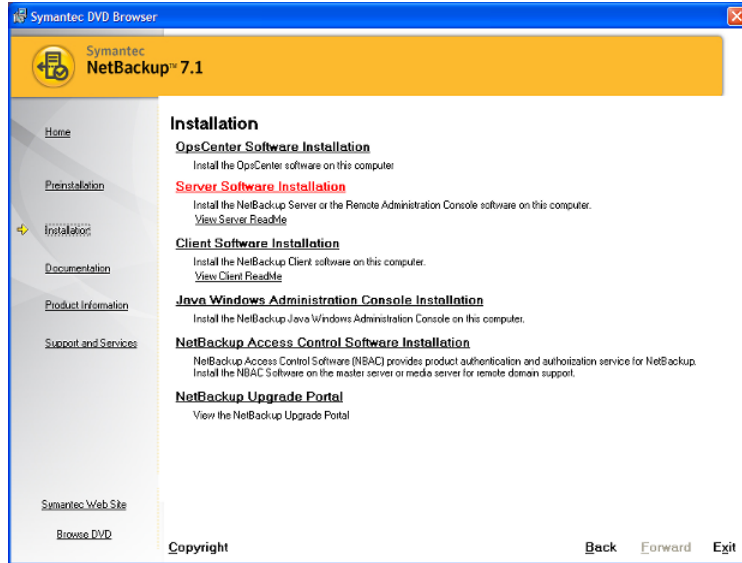 Symantec DVD Browser
Symantec
NetBackup™ 7.1
Home
Preinstallation
Installation
Documentation
Product Information
Support and Services
Symantec Web Site
Browse DVD
Installation
OpsCenter Software Installation
Install the OpsCenter software on this computer
Server Software Installation
Install the NetBackup Server or the Remote Administration Console software on this computer.
View Server ReadMe
Client Software Installation
Install the NetBackup Client software on this computer.
View Client ReadMe
Java Windows Administration Console Installation
Install the NetBackup Java Windows Administration Console on this computer.
NetBackup Access Control Software Installation
NetBackup Access Control Software (NBAC) provides product authentication and authorization service for NetBackup.
Install the NBAC Software on the master server or media server for remote domain support.
NetBackup Upgrade Portal
View the NetBackup Upgrade Portal
Copyright
Back Forward Exit